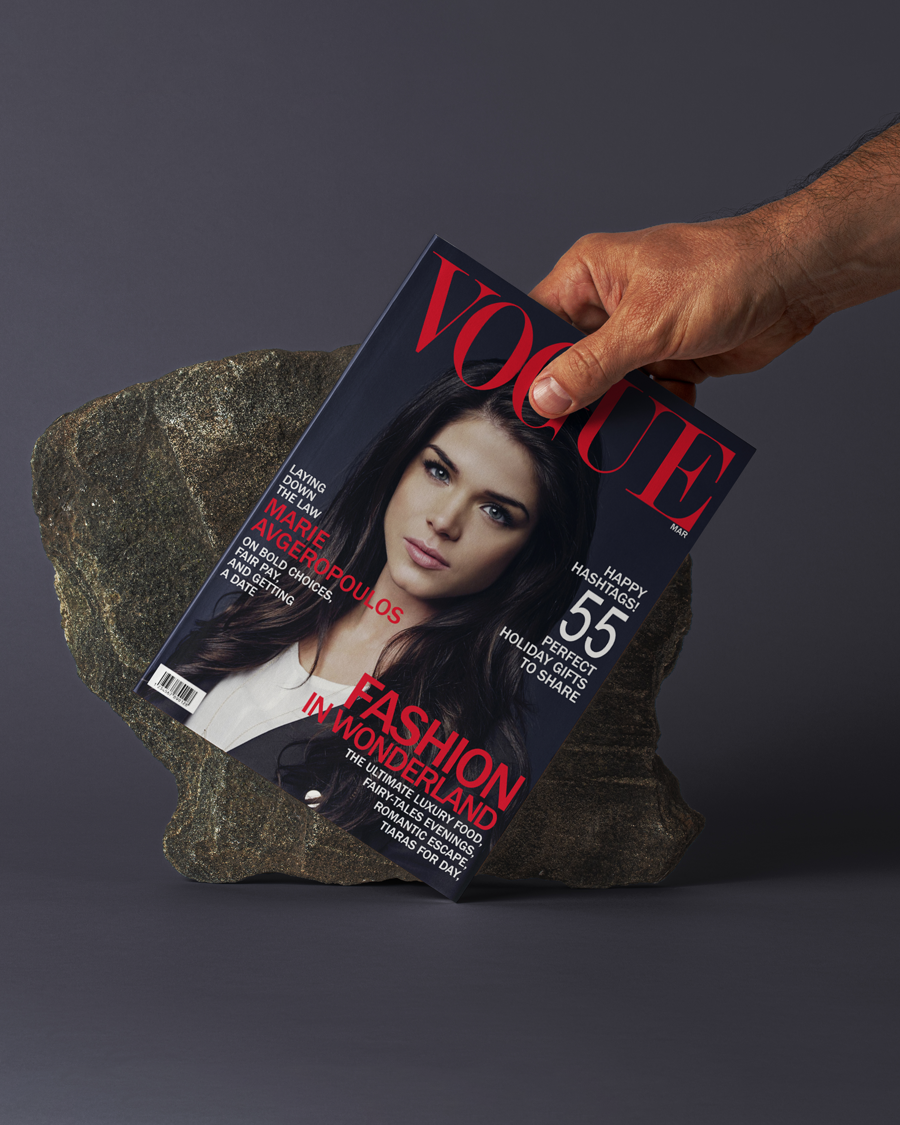 VOGUE
MAR
LAYING
DOWN
THE LAW
MARIE
AVGEROPOULOS
ON BOLD CHOICES,
FAIR PAY,
AND GETTING
A DATE
HAPPY
HASHTAGS!
55
PERFECT
HOLIDAY GIFTS
TO SHARE
FASHION
IN WONDERLAND
THE ULTIMATE LUXURY FOOD,
FAIRY-TALES EVENINGS,
ROMANTIC ESCAPE,
TIARAS FOR DAY,